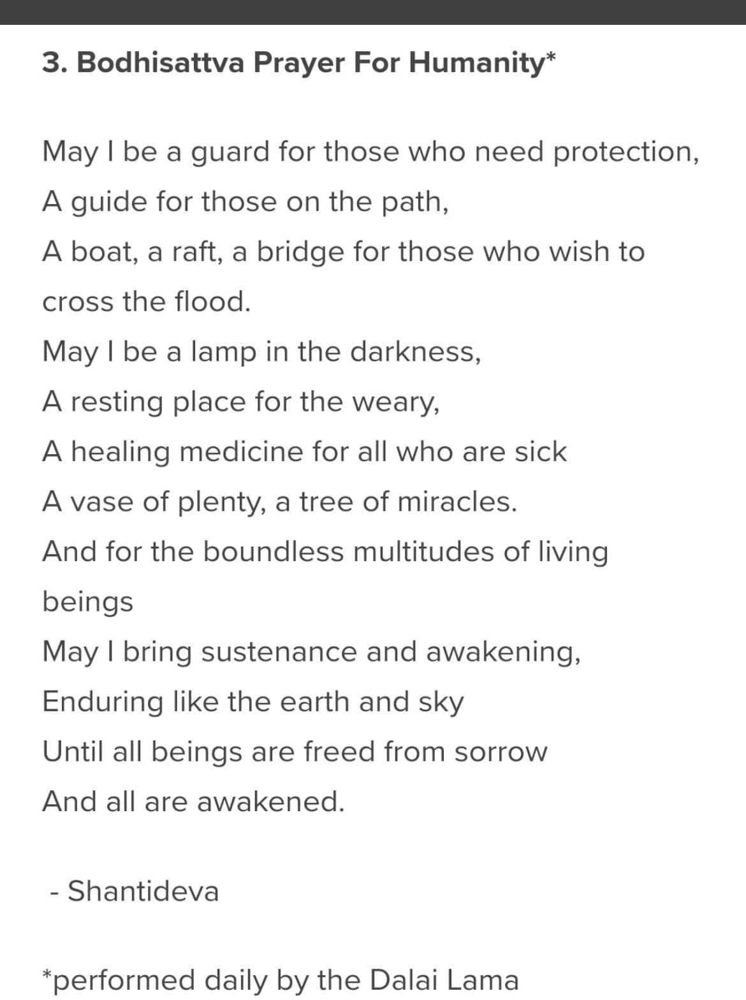 3. Bodhisattva Prayer For Humanity*
May I be a guard for those who need protection,
A guide for those on the path,
A boat, a raft, a bridge for those who wish to
cross the flood.
May I be a lamp in the darkness,
A resting place for the weary,
A healing medicine for all who are sick
A vase of plenty, a tree of miracles.
And for the boundless multitudes of living
beings
May I bring sustenance and awakening,
Enduring like the earth and sky
Until all beings are freed from sorrow
And all are awakened.
- Shantideva
*performed daily by the Dalai Lama